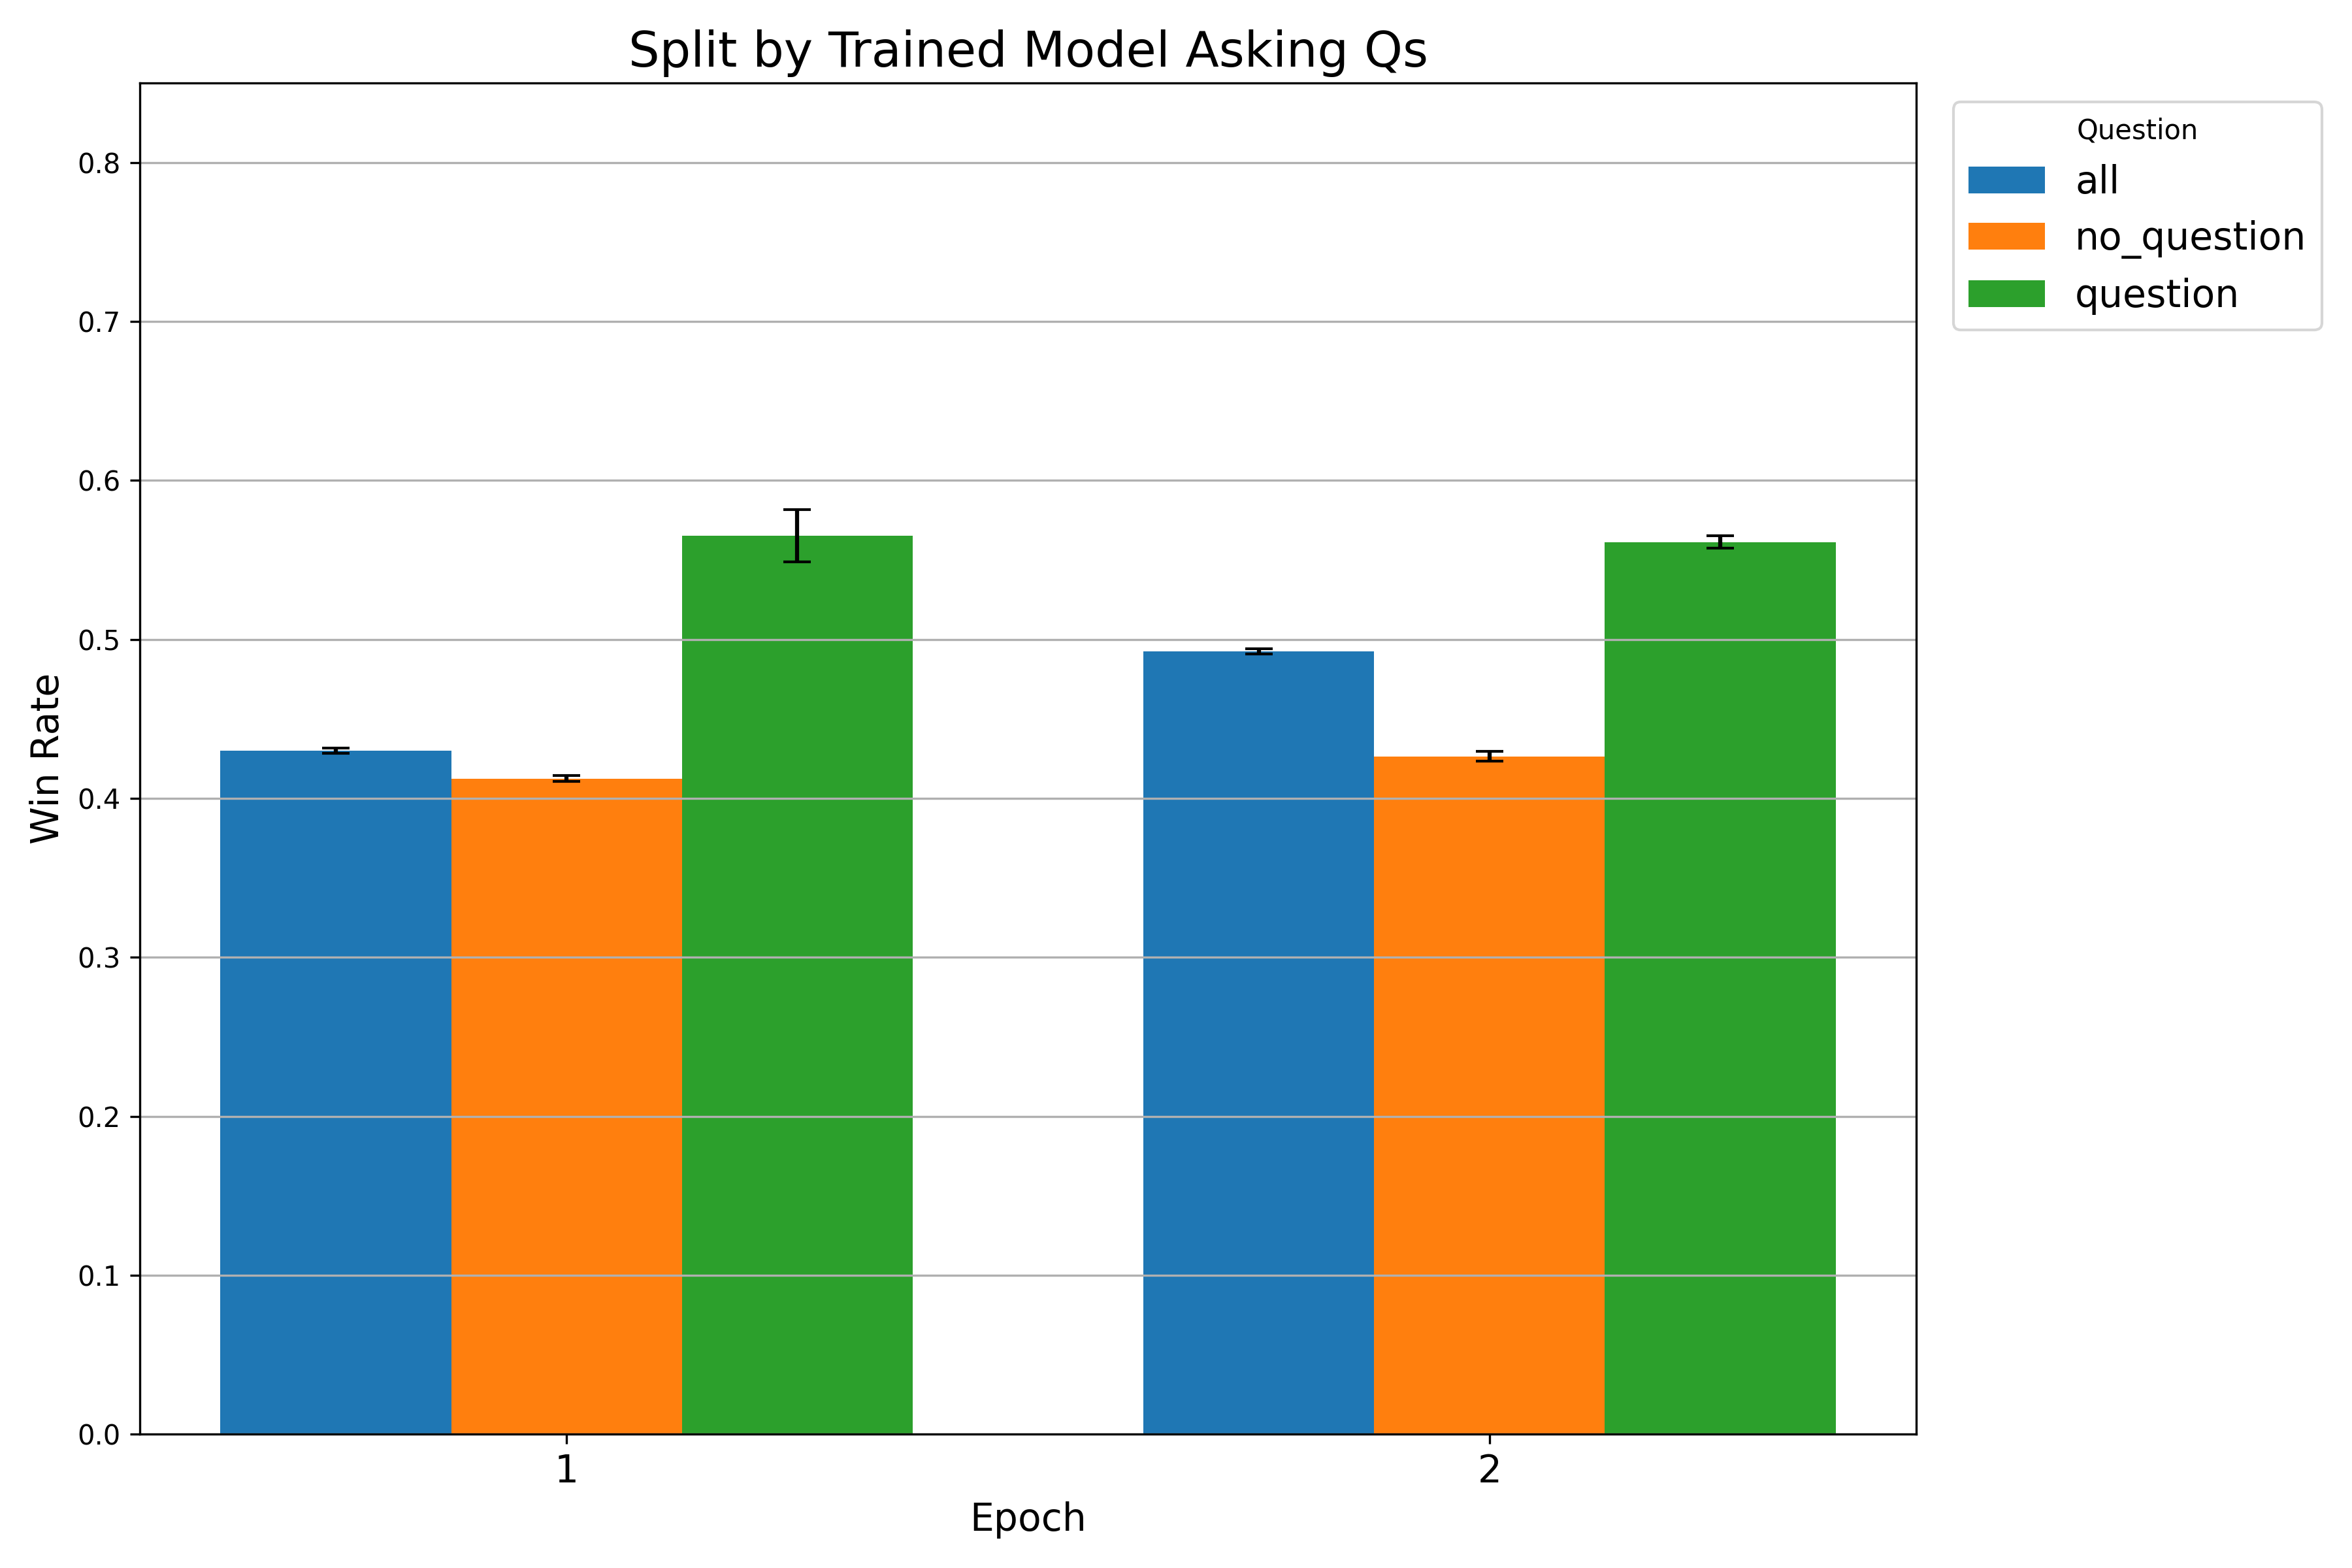 Split by Trained Model Asking Qs
Question
all
no_question
question
0.8
0.7
0.6
0.5
0.4
0.3
0.2
0.1
0.0
Win Rate
1
2
Epoch